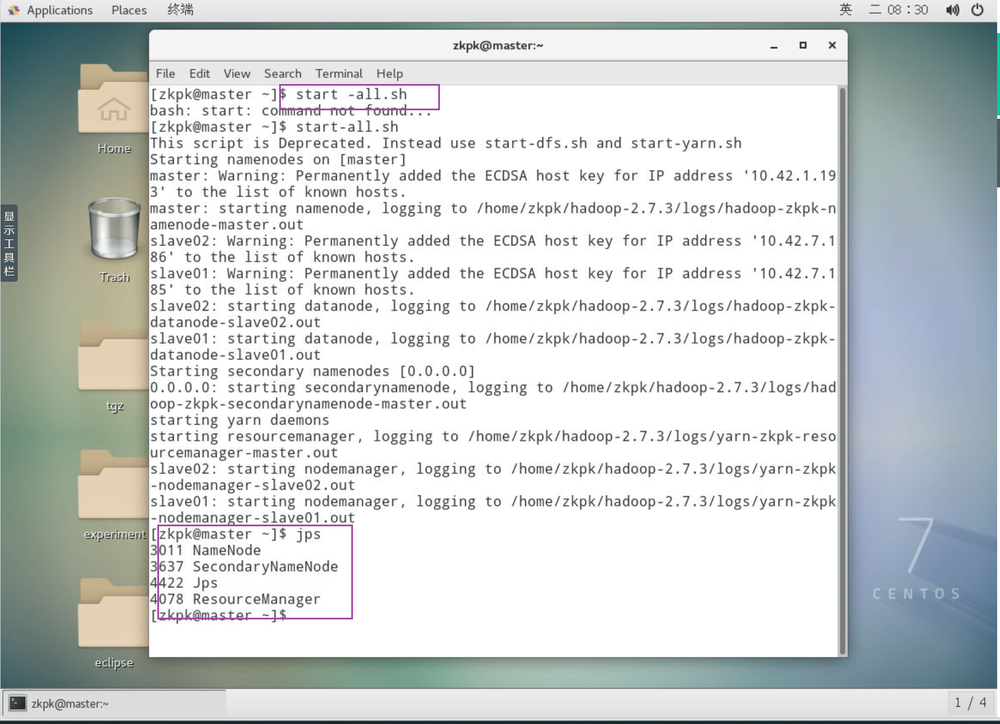 Applications Places 终端 英 二 08：30
zkpk@master:~
File Edit View Search Terminal Help
[zkpk@master ~]$ start -all.sh
bash: start: command not found...
[zkpk@master ~]$ start-all.sh
This script is Deprecated. Instead use start-dfs.sh and start-yarn.sh
Starting namenodes on [master]
master: Warning: Permanently added the ECDSA host key for IP address '10.42.1.19
3' to the list of known hosts.
master: starting namenode, logging to /home/zkpk/hadoop-2.7.3/logs/hadoop-zkpk-n
amenode-master.out
slave02: Warning: Permanently added the ECDSA host key for IP address '10.42.7.1
86' to the list of known hosts.
slave01: Warning: Permanently added the ECDSA host key for IP address '10.42.7.1
85' to the list of known hosts.
slave02: starting datanode, logging to /home/zkpk/hadoop-2.7.3/logs/hadoop-zkpk-
datanode-slave02.out
slave01: starting datanode, logging to /home/zkpk/hadoop-2.7.3/logs/hadoop-zkpk-
datanode-slave01.out
Starting secondary namenodes [0.0.0.0]
0.0.0.0: starting secondarynamenode, logging to /home/zkpk/hadoop-2.7.3/logs/had
oop-zkpk-secondarynamenode-master.out
starting yarn daemons
starting resourcemanager, logging to /home/zkpk/hadoop-2.7.3/logs/yarn-zkpk-reso
urcemanager-master.out
slave02: starting nodemanager, logging to /home/zkpk/hadoop-2.7.3/logs/yarn-zkpk
-nodemanager-slave02.out
slave01: starting nodemanager, logging to /home/zkpk/hadoop-2.7.3/logs/yarn-zkpk
-nodemanager-slave01.out
[zkpk@master ~]$ jps
3011 NameNode
3637 SecondaryNameNode
4422 Jps
4078 ResourceManager
[zkpk@master ~]$
Home
Trash
tgz
experiment
eclipse
显示工具栏
7
CENTOS
zkpk@master:~
1 / 4